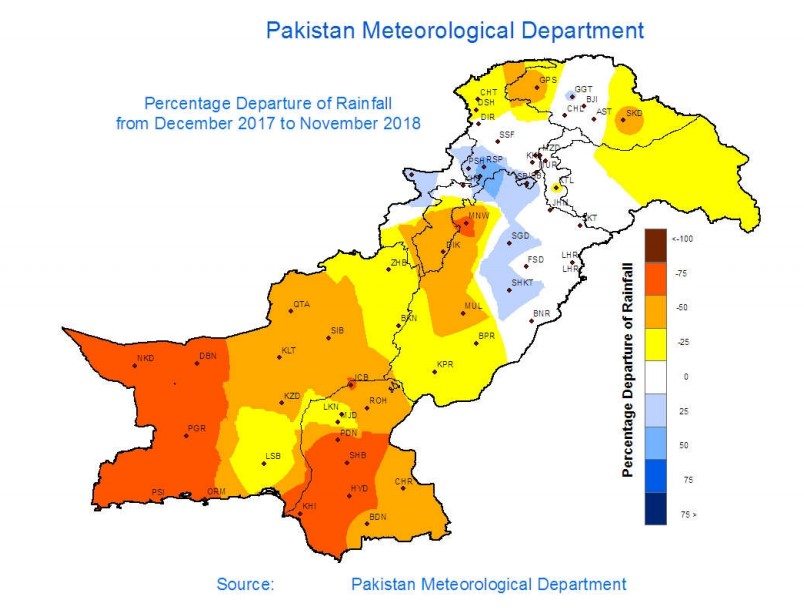 Pakistan Meteorological Department
Percentage Departure of Rainfall
from December 2017 to November 2018
GPS
CHT
DSH
DIR
GGT
BJI
CHL
AST
SKD
SSF
MZD
PSH
RSP
KTL
JHM
SKT
MNW
DIK
SGD
FSD
LHR
LHR
ZHB
SHKT
MUL
BNR
BKN
BPR
KPR
QTA
SIB
KLT
NKD
DBN
JCB
KZD
LKN
ROH
MJD
PGR
PDN
LSB
SHB
HYD
CHR
PSI
ORM
KHI
BDN
Percentage Departure of Rainfall
<-100
-75
-50
-25
0
25
50
75
75 >
Source: Pakistan Meteorological Department